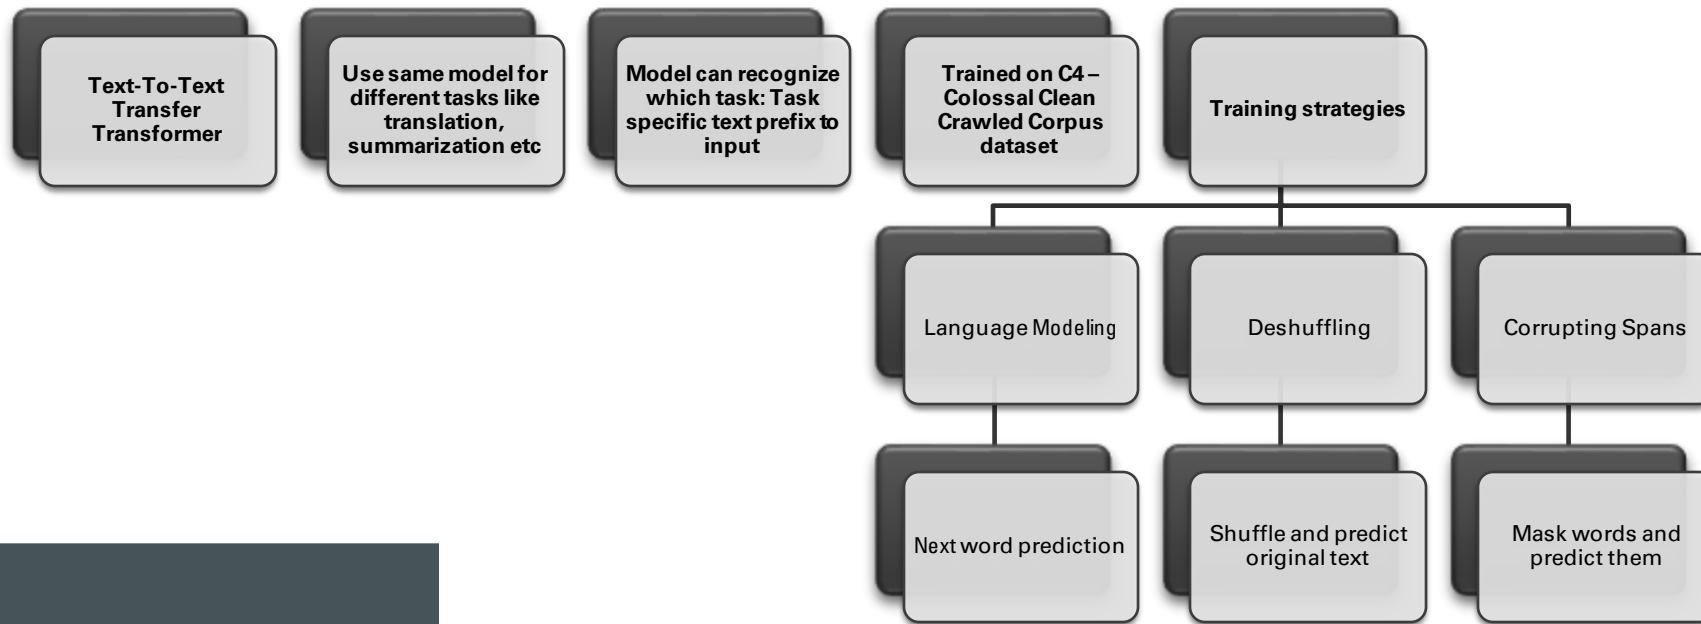 Text-To-Text
Transfer
Transformer
Use same model for
different tasks like
translation,
summarization etc
Model can recognize
which task: Task
specific text prefix to
input
Trained on C4 –
Colossal Clean
Crawled Corpus
dataset
Training strategies
Language Modeling
Deshuffling
Corrupting Spans
Next word prediction
Shuffle and predict
original text
Mask words and
predict them